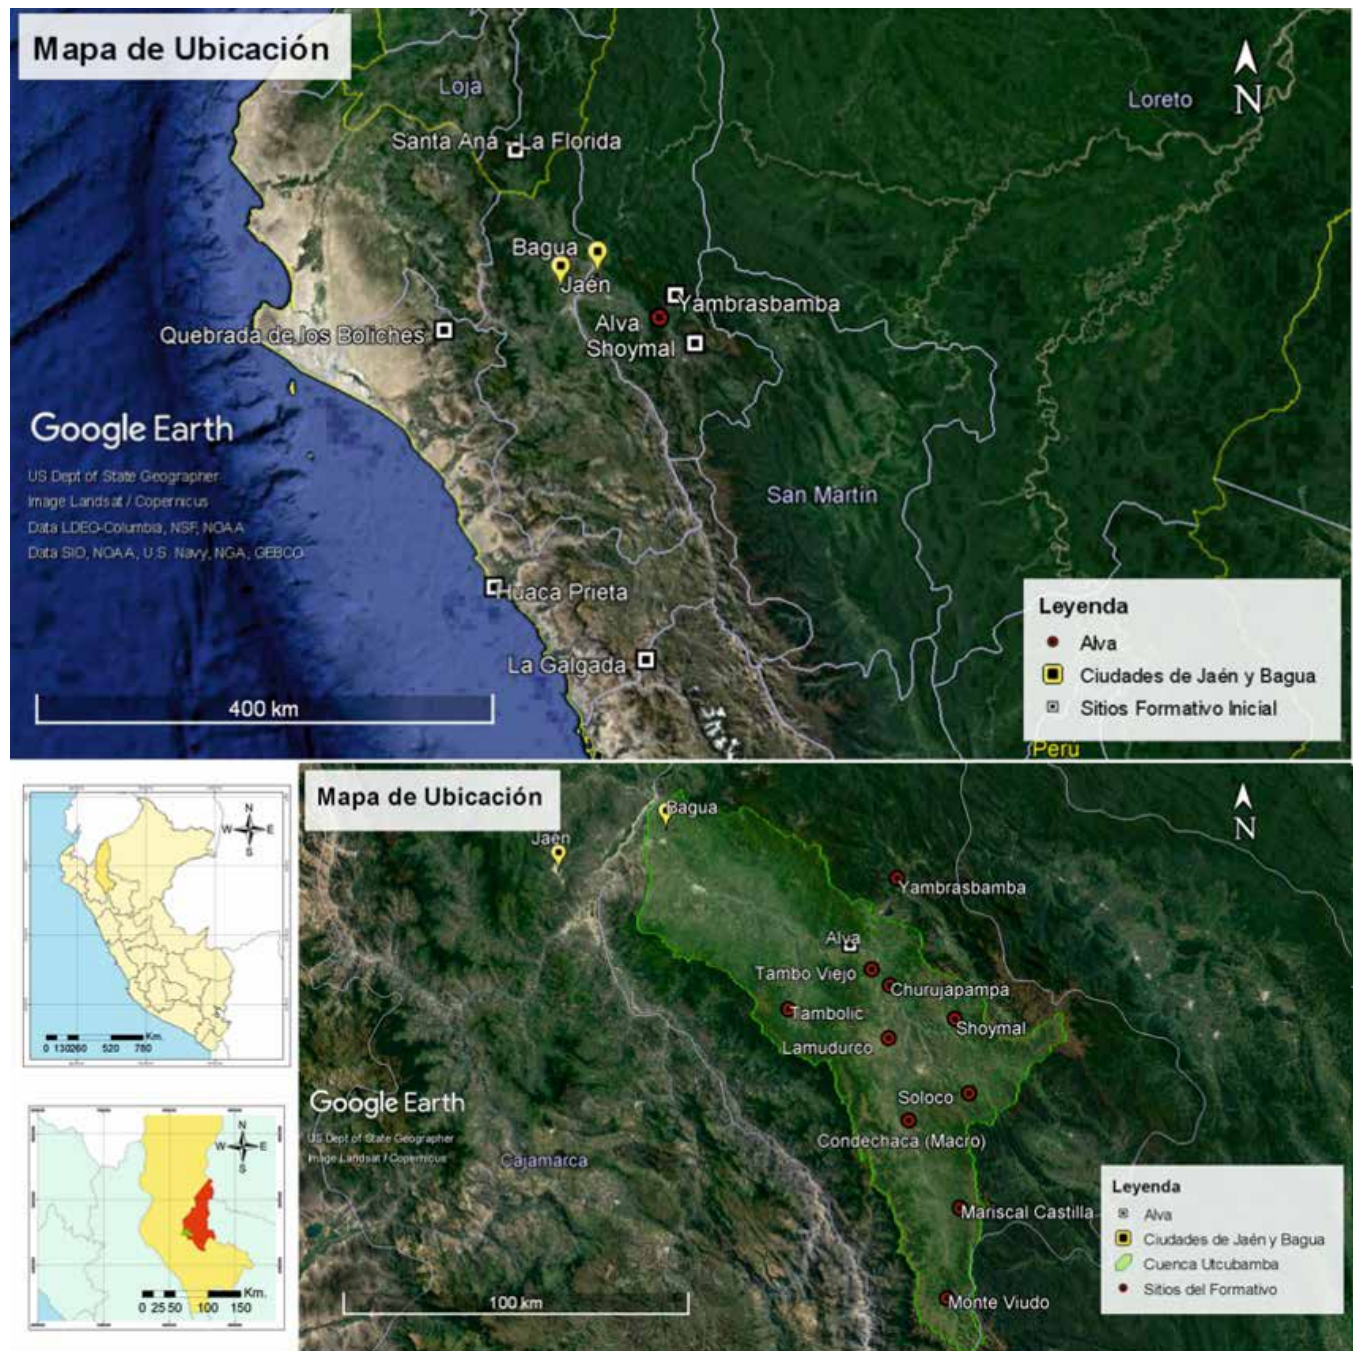 Mapa de Ubicación
N
Loja
Loreto
Santa Ana - La Florida
Bagua
Jaén
Yambrasbamba
Alva
Quebrada de los Boliches
Shoymal
Google Earth
US Dept of State Geographer
Image Landsat / Copernicus
Data LDEO-Columbia, NSF, NOAA
Data SIO, NOAA, U.S. Navy, NGA, GEBCO
San Martín
Huaca Prieta
La Galgada
400 km
Leyenda
Alva
Ciudades de Jaén y Bagua
Sitios Formativo Inicial
Peru
N
W E
S
Km.
0 130260 520 780
N
W E
S
Km.
0 25 50 100 150
Mapa de Ubicación
N
Bagua
Jaén
Yambrasbamba
Alva
Tambo Viejo
Churujapampa
Tambolic
Shoymal
Lamudurco
Soloco
Condechaca (Macro)
Google Earth
US Dept of State Geographer
Image Landsat / Copernicus
Cajamarca
Mariscal Castilla
Monte Viudo
100 km
Leyenda
Alva
Ciudades de Jaén y Bagua
Cuenca Utcubamba
Sitios del Formativo